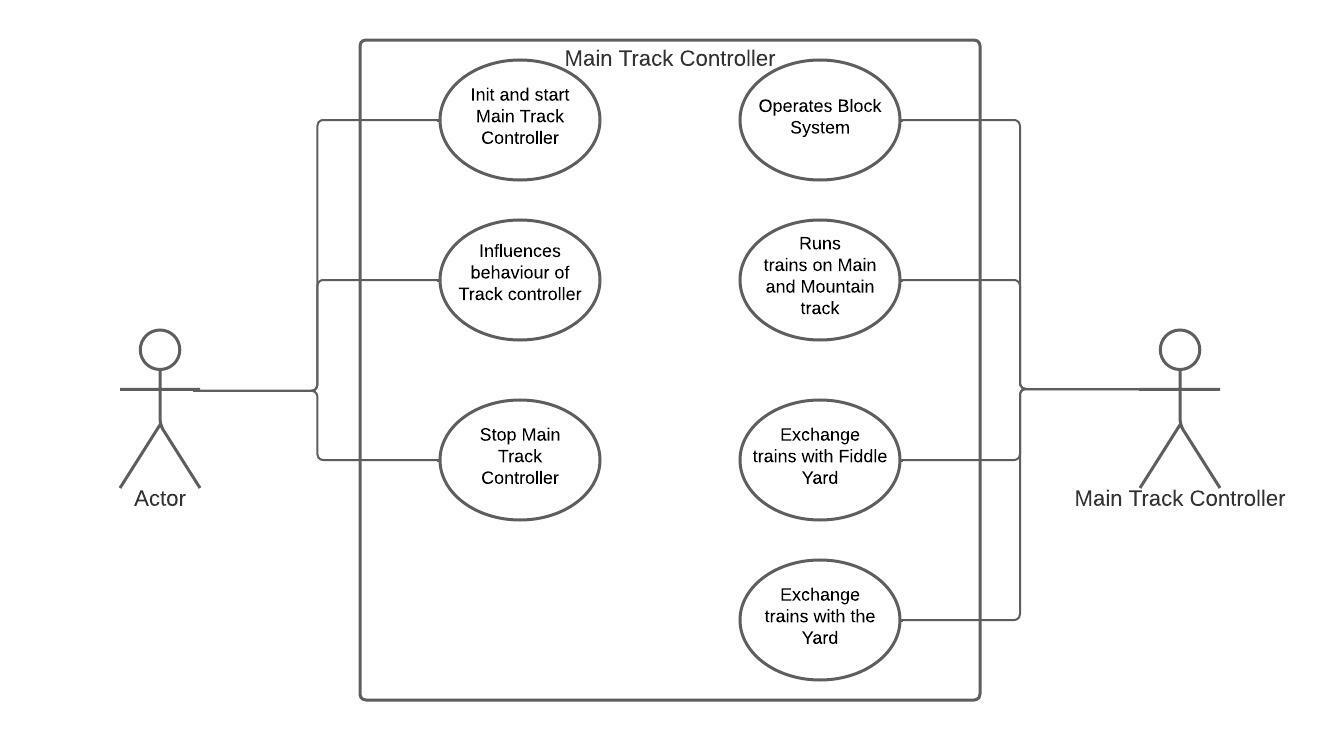 Main Track Controller
Init and start
Main Track
Controller
Operates Block
System
Influences
behaviour of
Track controller
Runs
trains on Main
and Mountain
track
Stop Main
Track
Controller
Exchange
trains with Fiddle
Yard
Exchange
trains with the
Yard
Actor
Main Track Controller